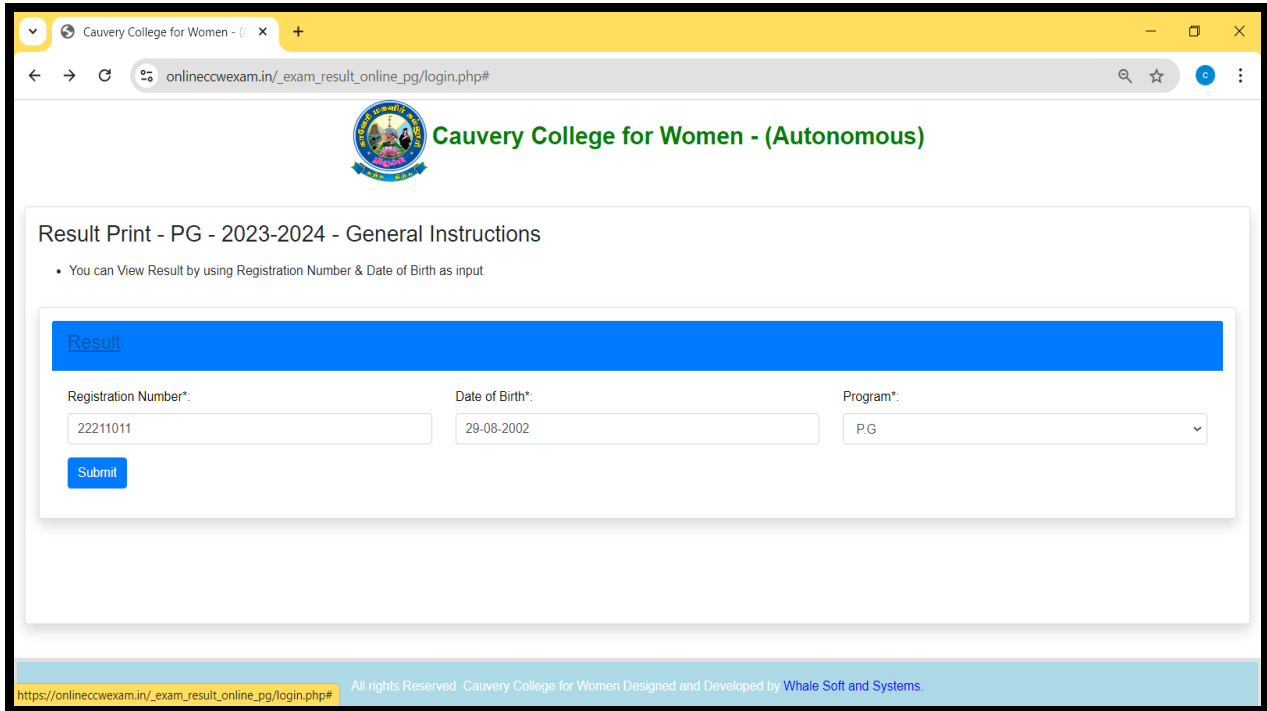 Cauvery College for Women - (
onlineccwexam.in/_exam_result_online_pg/login.php#
c
Cauvery College for Women - (Autonomous)
Result Print - PG - 2023-2024 - General Instructions
• You can View Result by using Registration Number & Date of Birth as input
Result
Registration Number*: Date of Birth*: Program*:
22211011 29-08-2002 P.G
Submit
All rights Reserved. Cauvery College for Women Designed and Developed by Whale Soft and Systems.
https://onlineccwexam.in/_exam_result_online_pg/login.php#